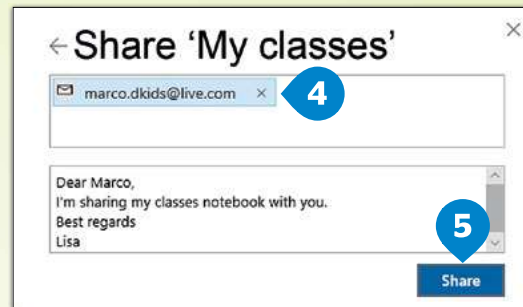 Share ‘My classes’
marco.dkids@live.com
4
Dear Marco,
I'm sharing my classes notebook with you.
Best regards
Lisa
5
Share